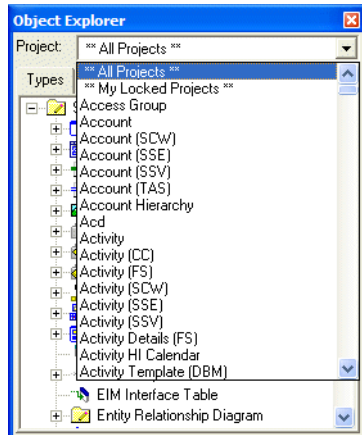 Object Explorer
Project: ** All Projects **
Types
** All Projects **
** My Locked Projects **
Access Group
Account
Account (SCW)
Account (SSE)
Account (SSV)
Account (TAS)
Account Hierarchy
Acd
Activity
Activity (CC)
Activity (FS)
Activity (SCW)
Activity (SSE)
Activity (SSV)
Activity Details (FS)
Activity HI Calendar
Activity Template (DBM)
EIM Interface Table
Entity Relationship Diagram